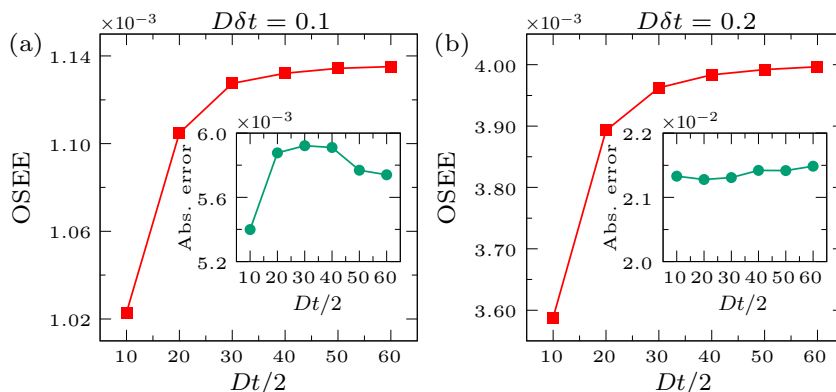 (a)
×10⁻³
Dδt = 0.1
OSEE
1.14
1.10
1.06
1.02
10 20 30 40 50 60
Dt/2
×10⁻³
Abs. error
6.0
5.6
5.2
10 20 30 40 50 60
Dt/2
(b)
×10⁻³
Dδt = 0.2
OSEE
4.00
3.90
3.80
3.70
3.60
10 20 30 40 50 60
Dt/2
×10⁻²
Abs. error
2.2
2.1
2.0
10 20 30 40 50 60
Dt/2